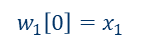 w₁[0] = x₁